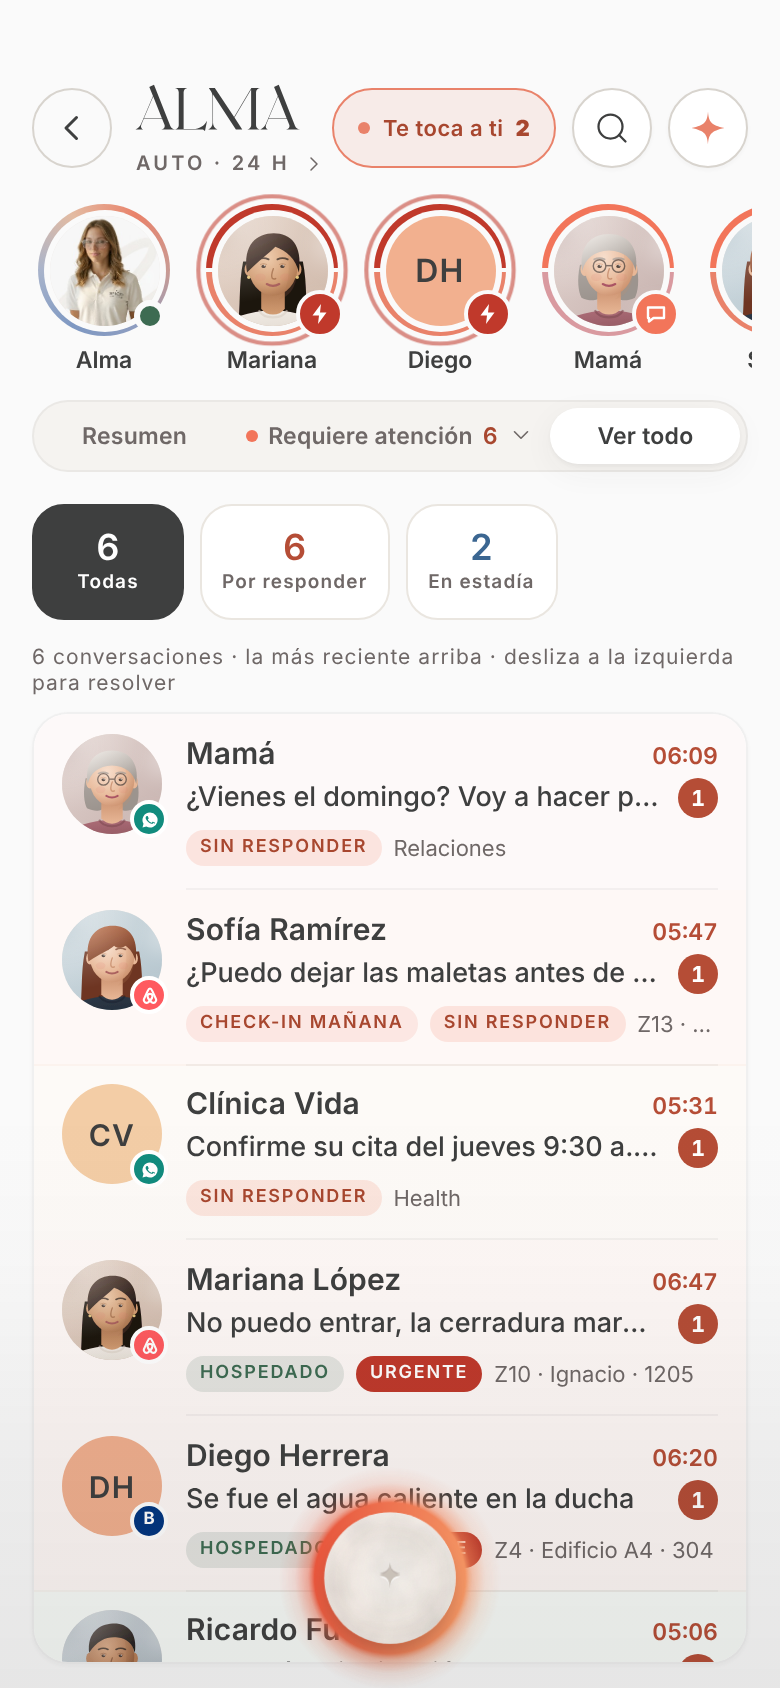 ALMA
AUTO · 24 H
Te toca a ti 2
DH
Alma
Mariana
Diego
Mamá
Resumen
Requiere atención 6
Ver todo
6
Todas
6
Por responder
2
En estadía
6 conversaciones · la más reciente arriba · desliza a la izquierda
para resolver
Mamá 06:09
¿Vienes el domingo? Voy a hacer p... 1
SIN RESPONDER Relaciones
Sofía Ramírez 05:47
¿Puedo dejar las maletas antes de ... 1
CHECK-IN MAÑANA SIN RESPONDER Z13 · ...
CV
Clínica Vida 05:31
Confirme su cita del jueves 9:30 a.... 1
SIN RESPONDER Health
Mariana López 06:47
No puedo entrar, la cerradura mar... 1
HOSPEDADO URGENTE Z10 · Ignacio · 1205
DH
B
Diego Herrera 06:20
Se fue el agua caliente en la ducha 1
HOSPEDADO Z4 · Edificio A4 · 304
Ricardo 05:06